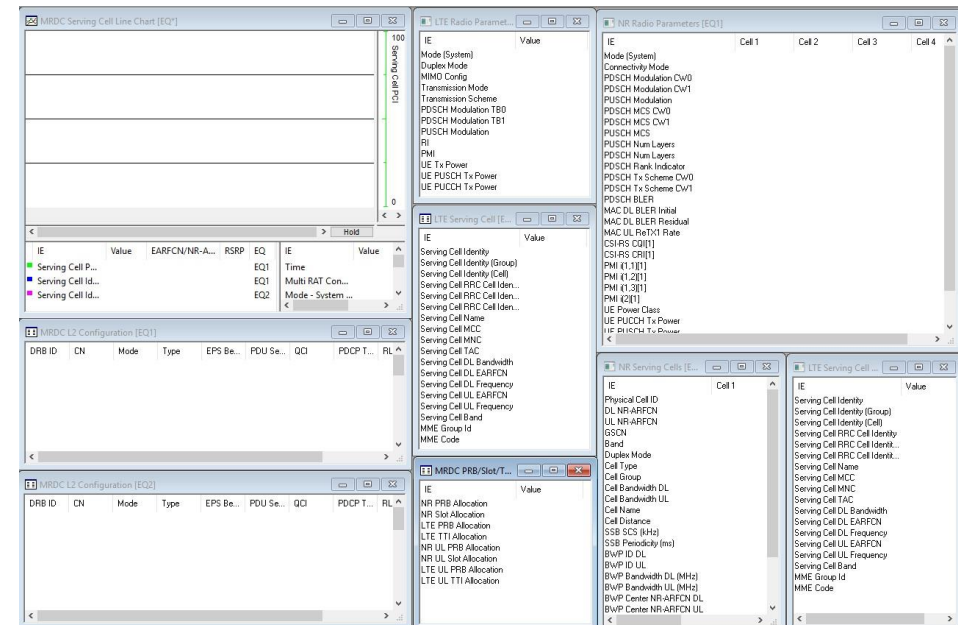 MRDC Serving Cell Line Chart [EQ*]
100
Serving Cell PCI
0
Hold
IE Value EARFCN/NR-A... RSRP EQ
Serving Cell P... EQ1
Serving Cell Id... EQ1
Serving Cell Id... EQ2
IE Value
Time
Multi RAT Con...
Mode - System ...
MRDC L2 Configuration [EQ1]
DRB ID CN Mode Type EPS Be... PDU Se... QCI PDCP T... RL
MRDC L2 Configuration [EQ2]
DRB ID CN Mode Type EPS Be... PDU Se... QCI PDCP T... RL
LTE Radio Paramet...
IE Value
Mode (System)
Duplex Mode
MIMO Config
Transmission Mode
Transmission Scheme
PDSCH Modulation TB0
PDSCH Modulation TB1
PUSCH Modulation
RI
PMI
UE Tx Power
UE PUSCH Tx Power
UE PUCCH Tx Power
LTE Serving Cell [E...
IE Value
Serving Cell Identity
Serving Cell Identity (Group)
Serving Cell Identity (Cell)
Serving Cell RRC Cell Iden...
Serving Cell RRC Cell Iden...
Serving Cell RRC Cell Iden...
Serving Cell Name
Serving Cell MCC
Serving Cell MNC
Serving Cell TAC
Serving Cell DL Bandwidth
Serving Cell DL EARFCN
Serving Cell DL Frequency
Serving Cell UL EARFCN
Serving Cell UL Frequency
Serving Cell Band
MME Group Id
MME Code
MRDC PRB/Slot/T...
IE Value
NR PRB Allocation
NR Slot Allocation
LTE PRB Allocation
LTE TTI Allocation
NR UL PRB Allocation
NR UL Slot Allocation
LTE UL PRB Allocation
LTE UL TTI Allocation
NR Radio Parameters [EQ1]
IE Cell 1 Cell 2 Cell 3 Cell 4
Mode (System)
Connectivity Mode
PDSCH Modulation CW0
PDSCH Modulation CW1
PUSCH Modulation
PDSCH MCS CW0
PDSCH MCS CW1
PUSCH MCS
PUSCH Num Layers
PDSCH Num Layers
PDSCH Rank Indicator
PDSCH Tx Scheme CW0
PDSCH Tx Scheme CW1
PDSCH BLER
MAC DL BLER Initial
MAC DL BLER Residual
MAC UL ReTX1 Rate
CSI-RS CQI[1]
CSI-RS CRI[1]
PMI i(1,1)[1]
PMI i(1,2)[1]
PMI i(1,3)[1]
PMI i(2)[1]
UE Power Class
UE PUCCH Tx Power
UE PUSCH Tx Power
NR Serving Cells [E...
IE Cell 1
Physical Cell ID
DL NR-ARFCN
UL NR-ARFCN
GSCN
Band
Duplex Mode
Cell Type
Cell Group
Cell Bandwidth DL
Cell Bandwidth UL
Cell Name
Cell Distance
SSB SCS (kHz)
SSB Periodicity (ms)
BWP ID DL
BWP ID UL
BWP Bandwidth DL (MHz)
BWP Bandwidth UL (MHz)
BWP Center NR-ARFCN DL
BWP Center NR-ARFCN UL
LTE Serving Cell ...
IE Value
Serving Cell Identity
Serving Cell Identity (Group)
Serving Cell Identity (Cell)
Serving Cell RRC Cell Identity
Serving Cell RRC Cell Identit...
Serving Cell RRC Cell Identit...
Serving Cell Name
Serving Cell MCC
Serving Cell MNC
Serving Cell TAC
Serving Cell DL Bandwidth
Serving Cell DL EARFCN
Serving Cell DL Frequency
Serving Cell UL EARFCN
Serving Cell UL Frequency
Serving Cell Band
MME Group Id
MME Code